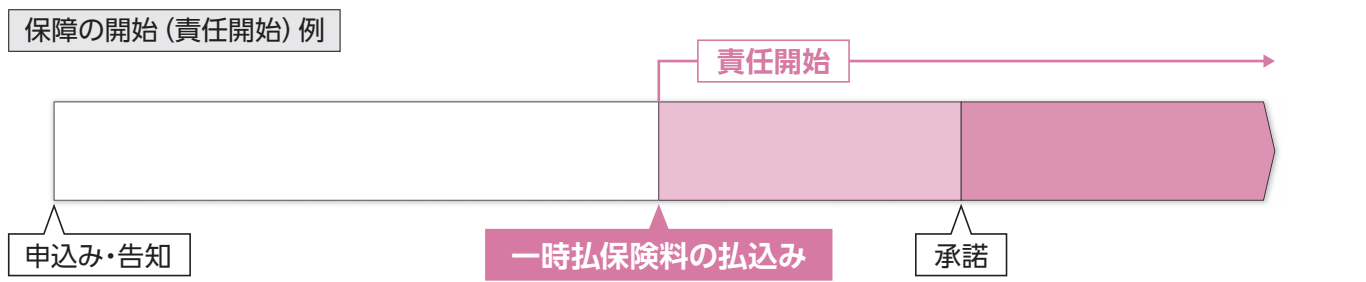 保障の開始（責任開始）例
責任開始
申込み・告知
一時払保険料の払込み
承諾